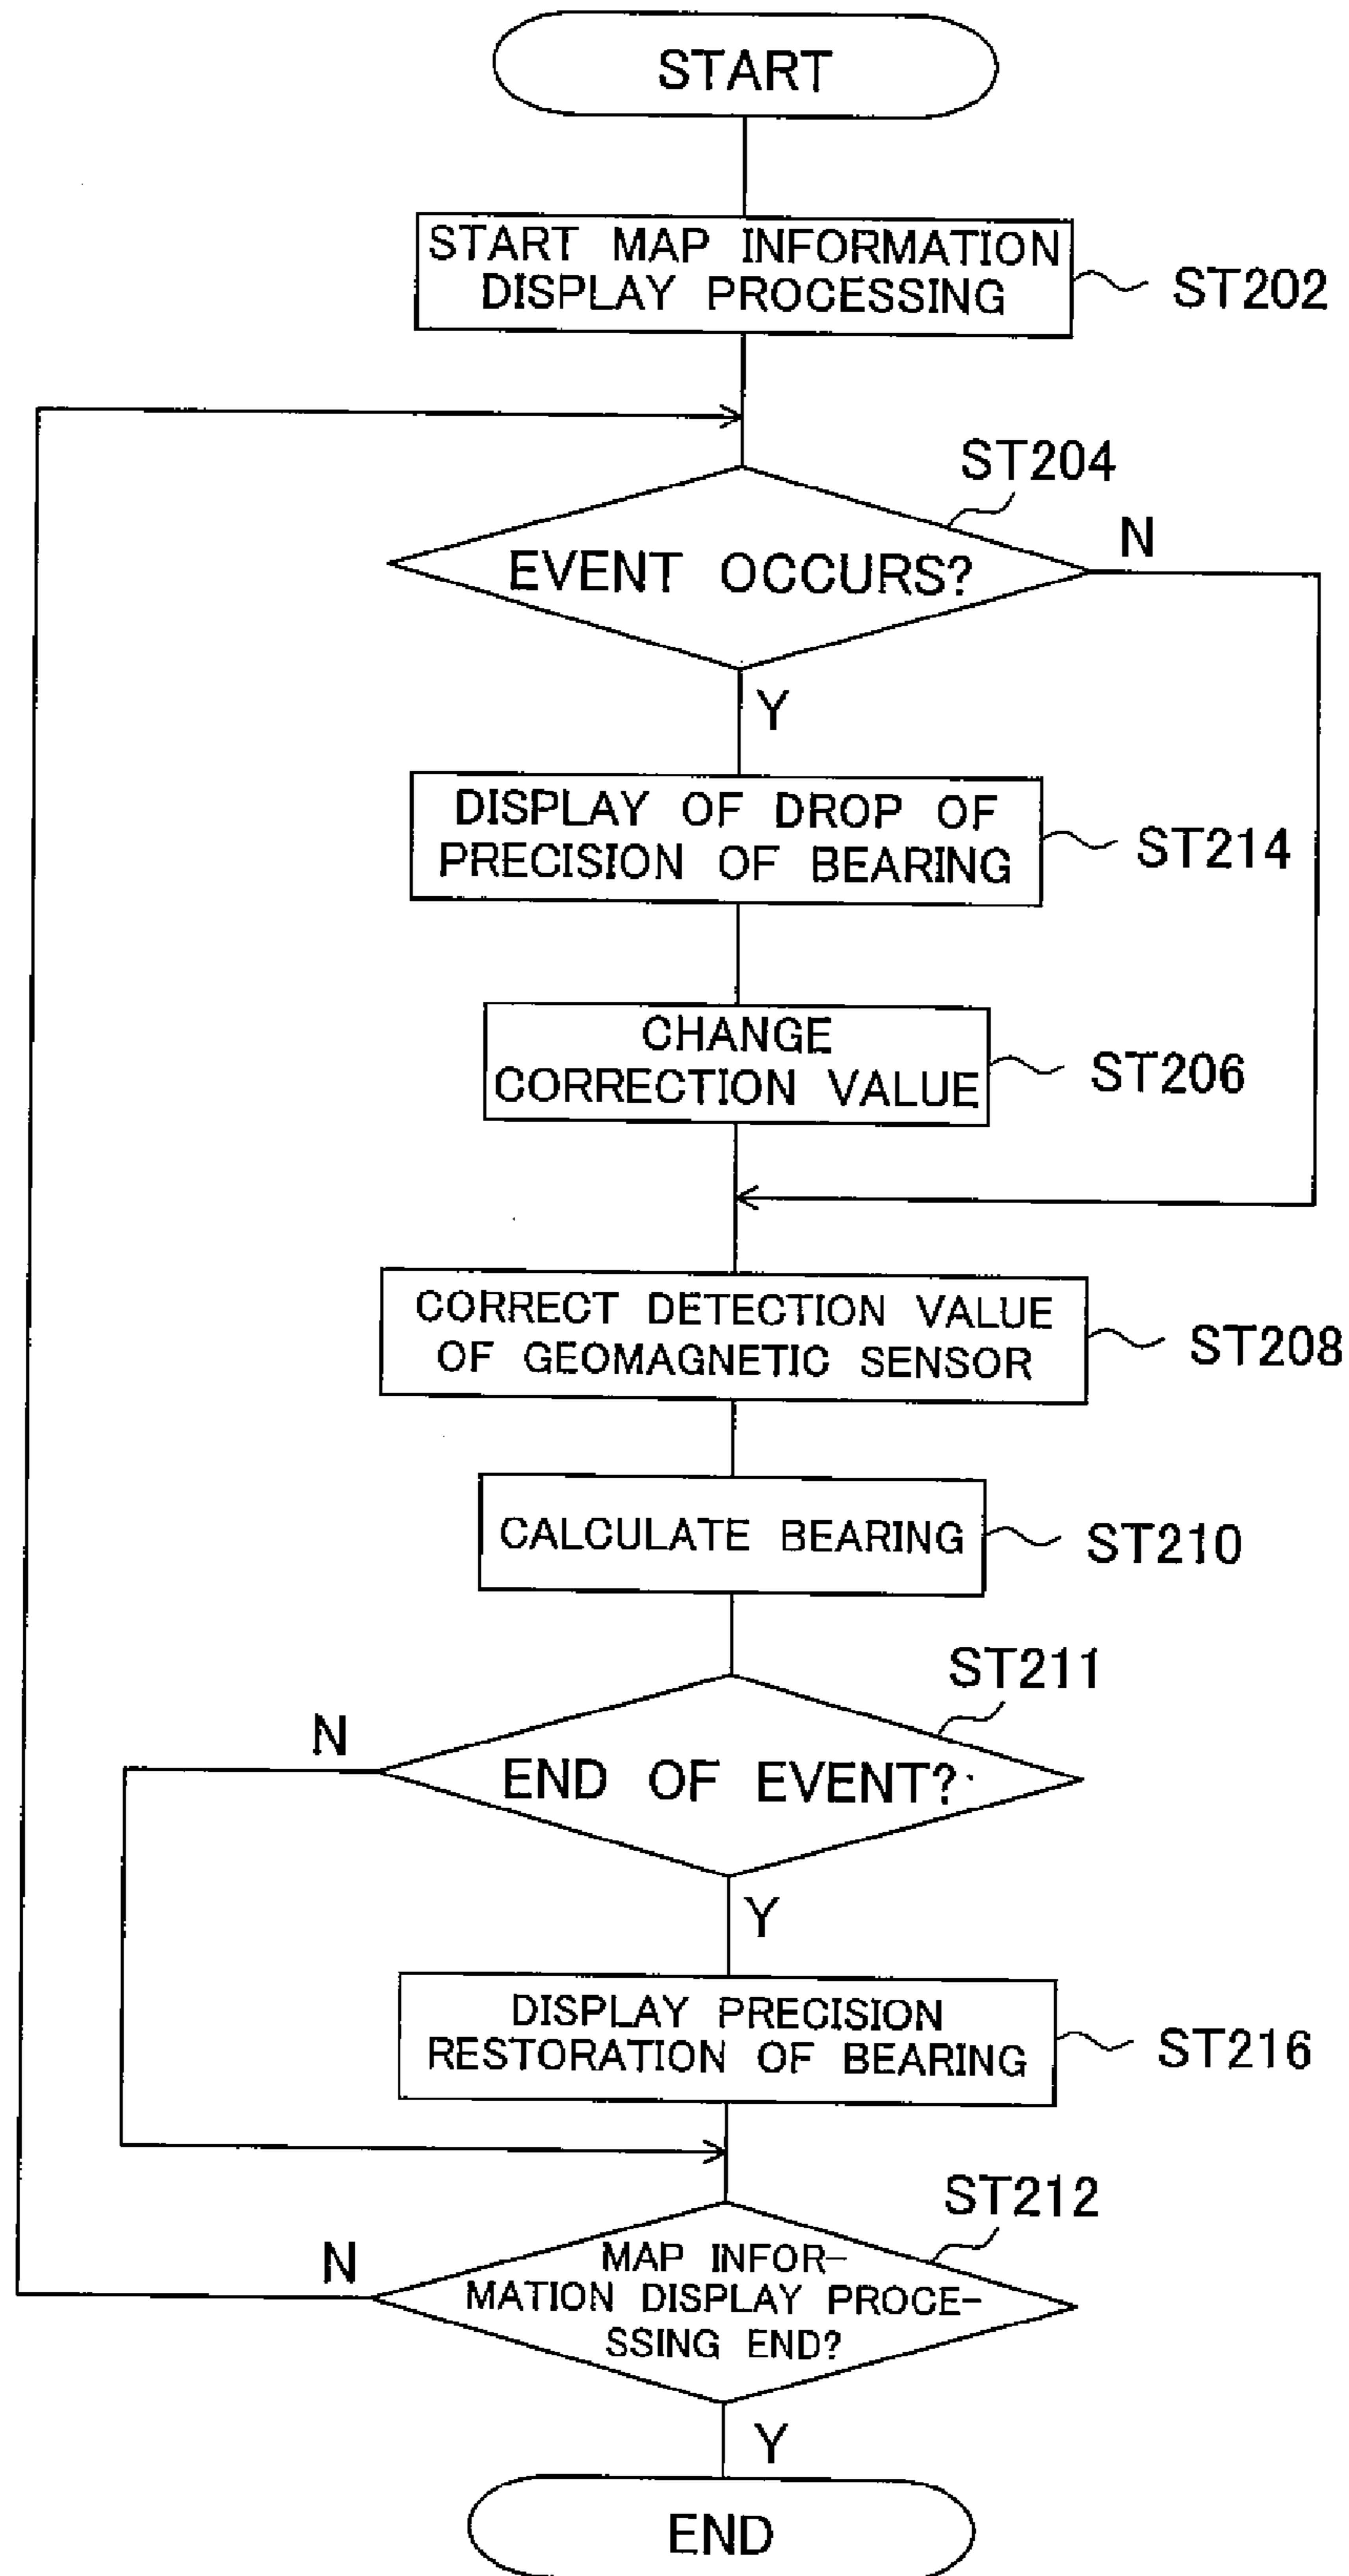 START
START MAP INFORMATION
DISPLAY PROCESSING
ST202
ST204
EVENT OCCURS?
N
Y
DISPLAY OF DROP OF
PRECISION OF BEARING
ST214
CHANGE
CORRECTION VALUE
ST206
CORRECT DETECTION VALUE
OF GEOMAGNETIC SENSOR
ST208
CALCULATE BEARING
ST210
ST211
N
END OF EVENT?
Y
DISPLAY PRECISION
RESTORATION OF BEARING
ST216
ST212
N
MAP INFOR-
MATION DISPLAY PROCE-
SSING END?
Y
END